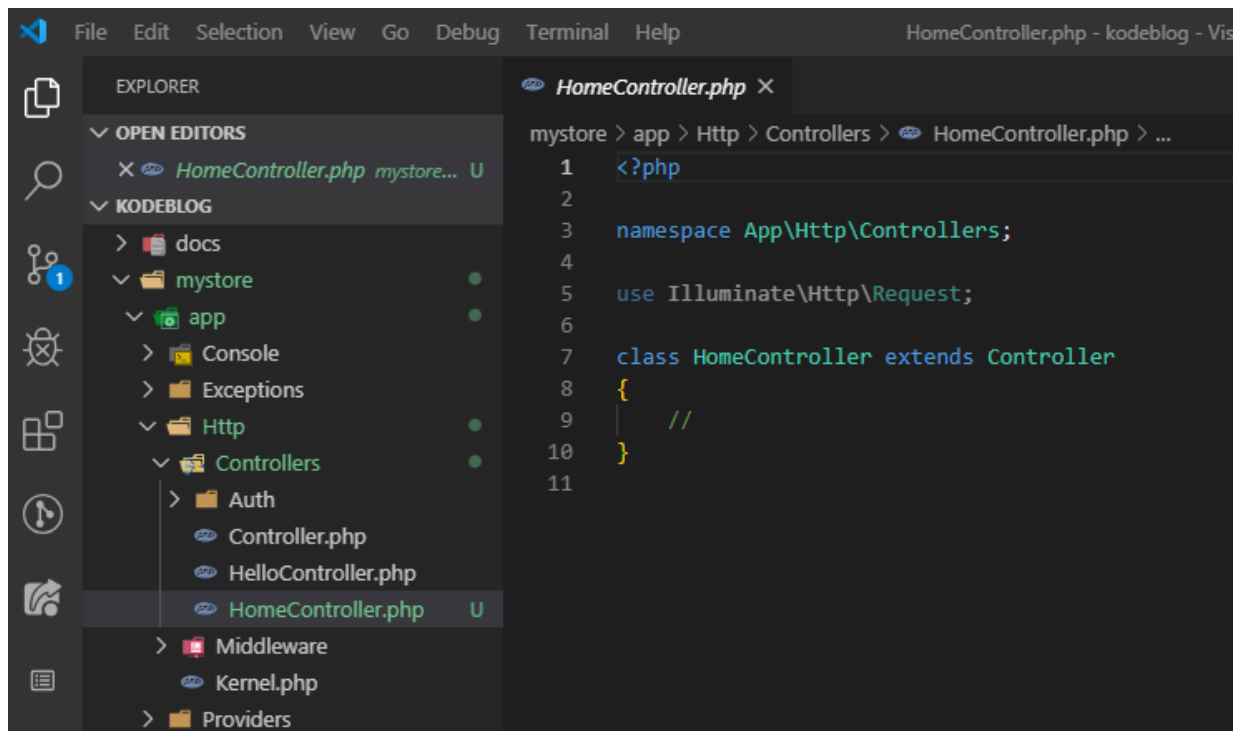 File Edit Selection View Go Debug Terminal Help HomeController.php - kodeblog - Vis
EXPLORER
OPEN EDITORS
HomeController.php mystore... U
KODEBLOG
docs
mystore
app
Console
Exceptions
Http
Controllers
Auth
Controller.php
HelloController.php
HomeController.php U
Middleware
Kernel.php
Providers
1
HomeController.php
mystore > app > Http > Controllers > HomeController.php > ...
1 <?php
2
3 namespace App\Http\Controllers;
4
5 use Illuminate\Http\Request;
6
7 class HomeController extends Controller
8 {
9 //
10 }
11